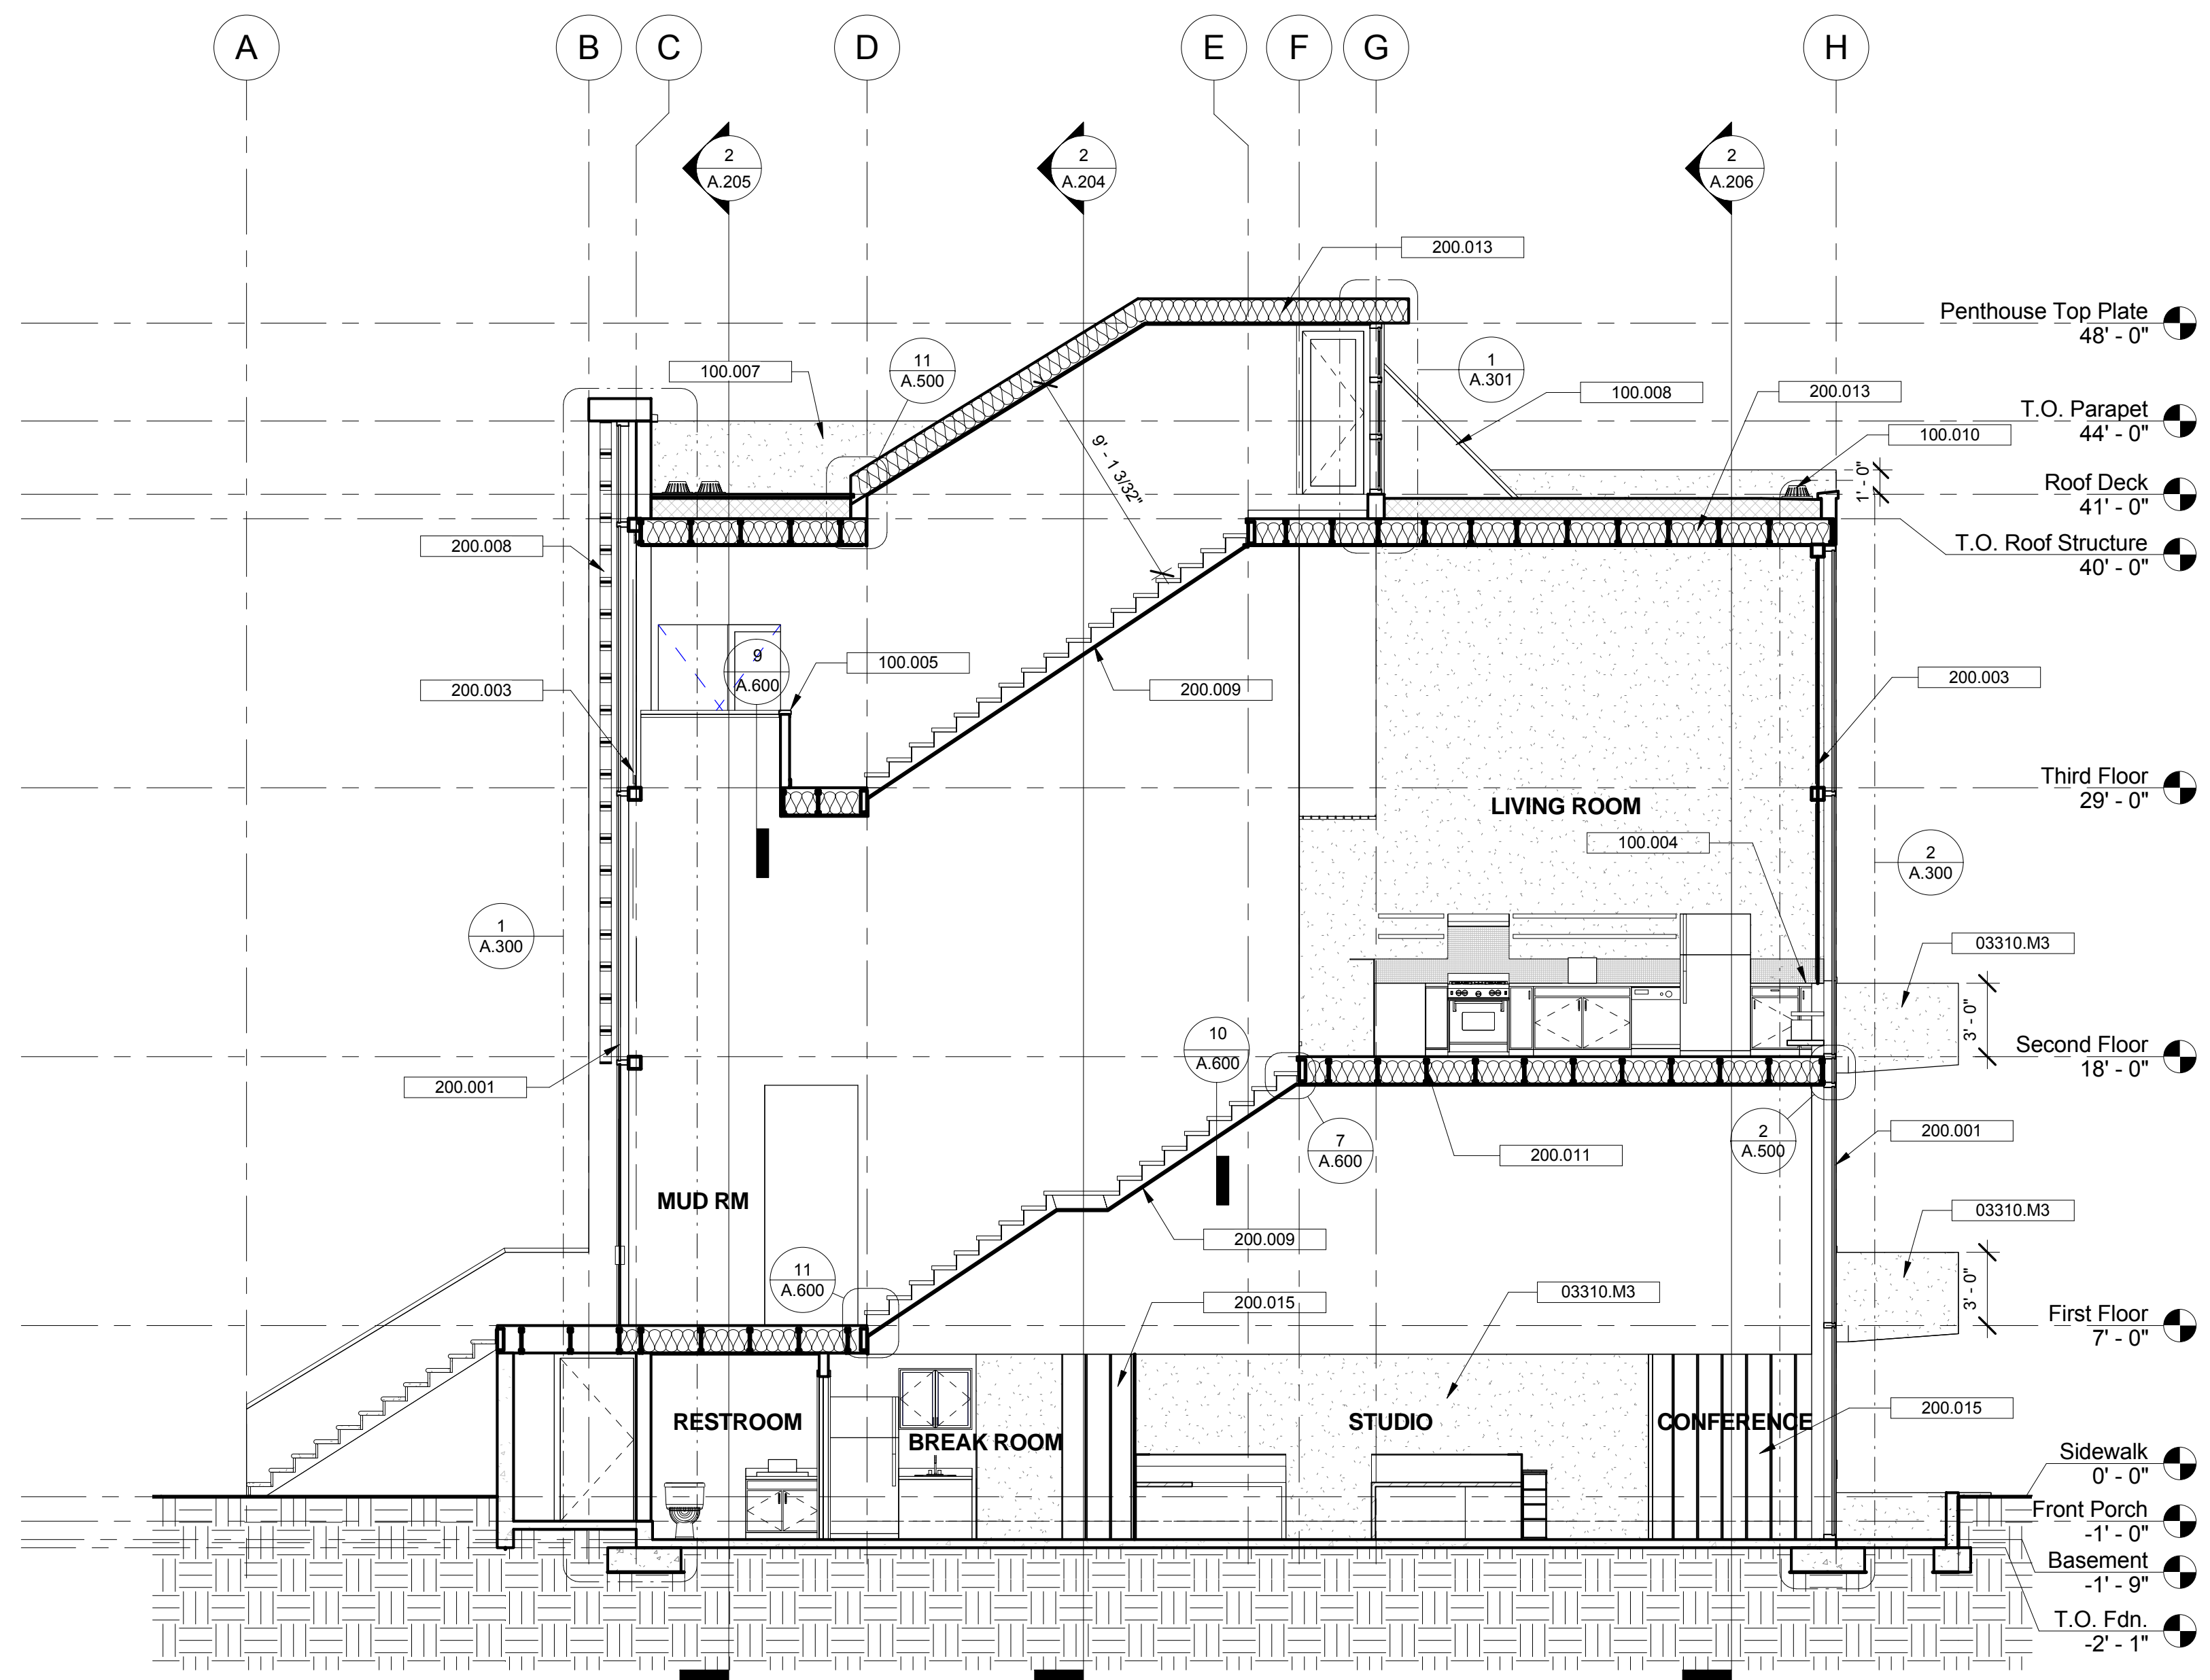 A
B
C
D
E
F
G
H
2
A.205
2
A.204
2
A.206
200.013
Penthouse Top Plate
48' - 0"
11
A.500
1
A.301
100.007
100.008
200.013
T.O. Parapet
44' - 0"
100.010
9' - 1 3/32"
1' - 0"
Roof Deck
41' - 0"
200.008
T.O. Roof Structure
40' - 0"
9
A.600
100.005
200.003
200.009
200.003
Third Floor
29' - 0"
LIVING ROOM
100.004
2
A.300
1
A.300
03310.M3
3' - 0"
10
A.600
Second Floor
18' - 0"
200.001
7
A.600
200.011
2
A.500
200.001
MUD RM
03310.M3
200.009
11
A.600
3' - 0"
200.015
03310.M3
First Floor
7' - 0"
RESTROOM
BREAK ROOM
STUDIO
CONFERENCE
200.015
Sidewalk
0' - 0"
Front Porch
-1' - 0"
Basement
-1' - 9"
T.O. Fdn.
-2' - 1"